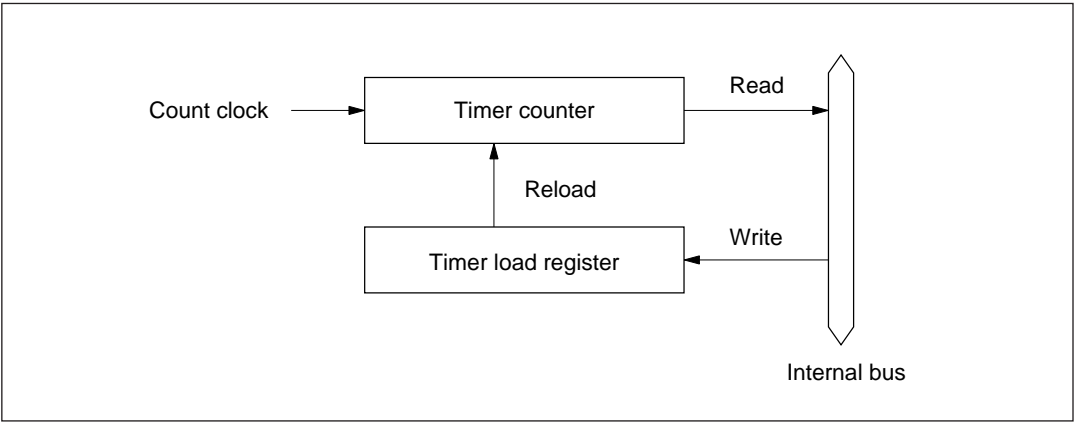 Read
Count clock
Timer counter
Reload
Write
Timer load register
Internal bus